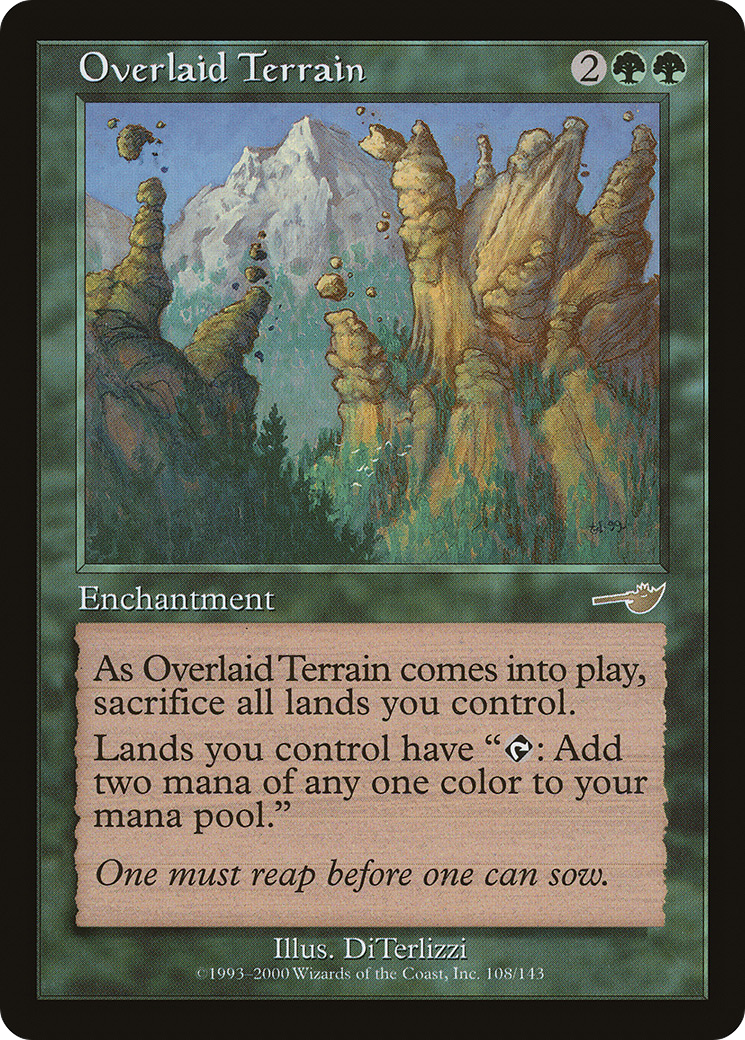 Overlaid Terrain 2
Enchantment
As Overlaid Terrain comes into play,
sacrifice all lands you control.
Lands you control have “: Add
two mana of any one color to your
mana pool.”
One must reap before one can sow.
Illus. DiTerlizzi
©1993–2000 Wizards of the Coast, Inc. 108/143